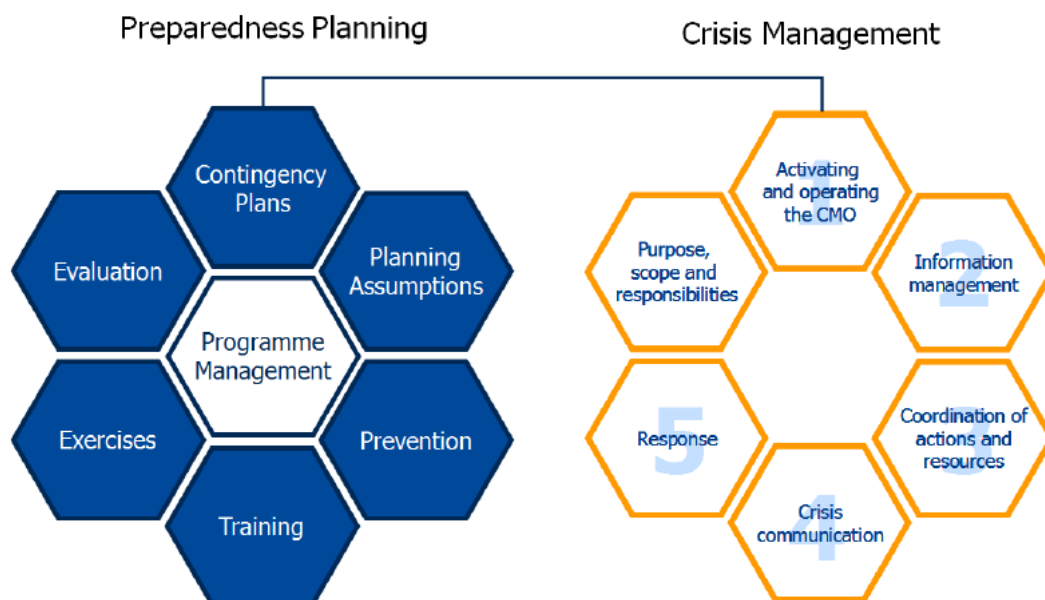 Preparedness Planning
Crisis Management
Contingency
Plans
Planning
Assumptions
Prevention
Training
Exercises
Evaluation
Programme
Management
1
Activating
and operating
the CMO
2
Information
management
3
Coordination of
actions and
resources
4
Crisis
communication
5
Response
Purpose,
scope and
responsibilities